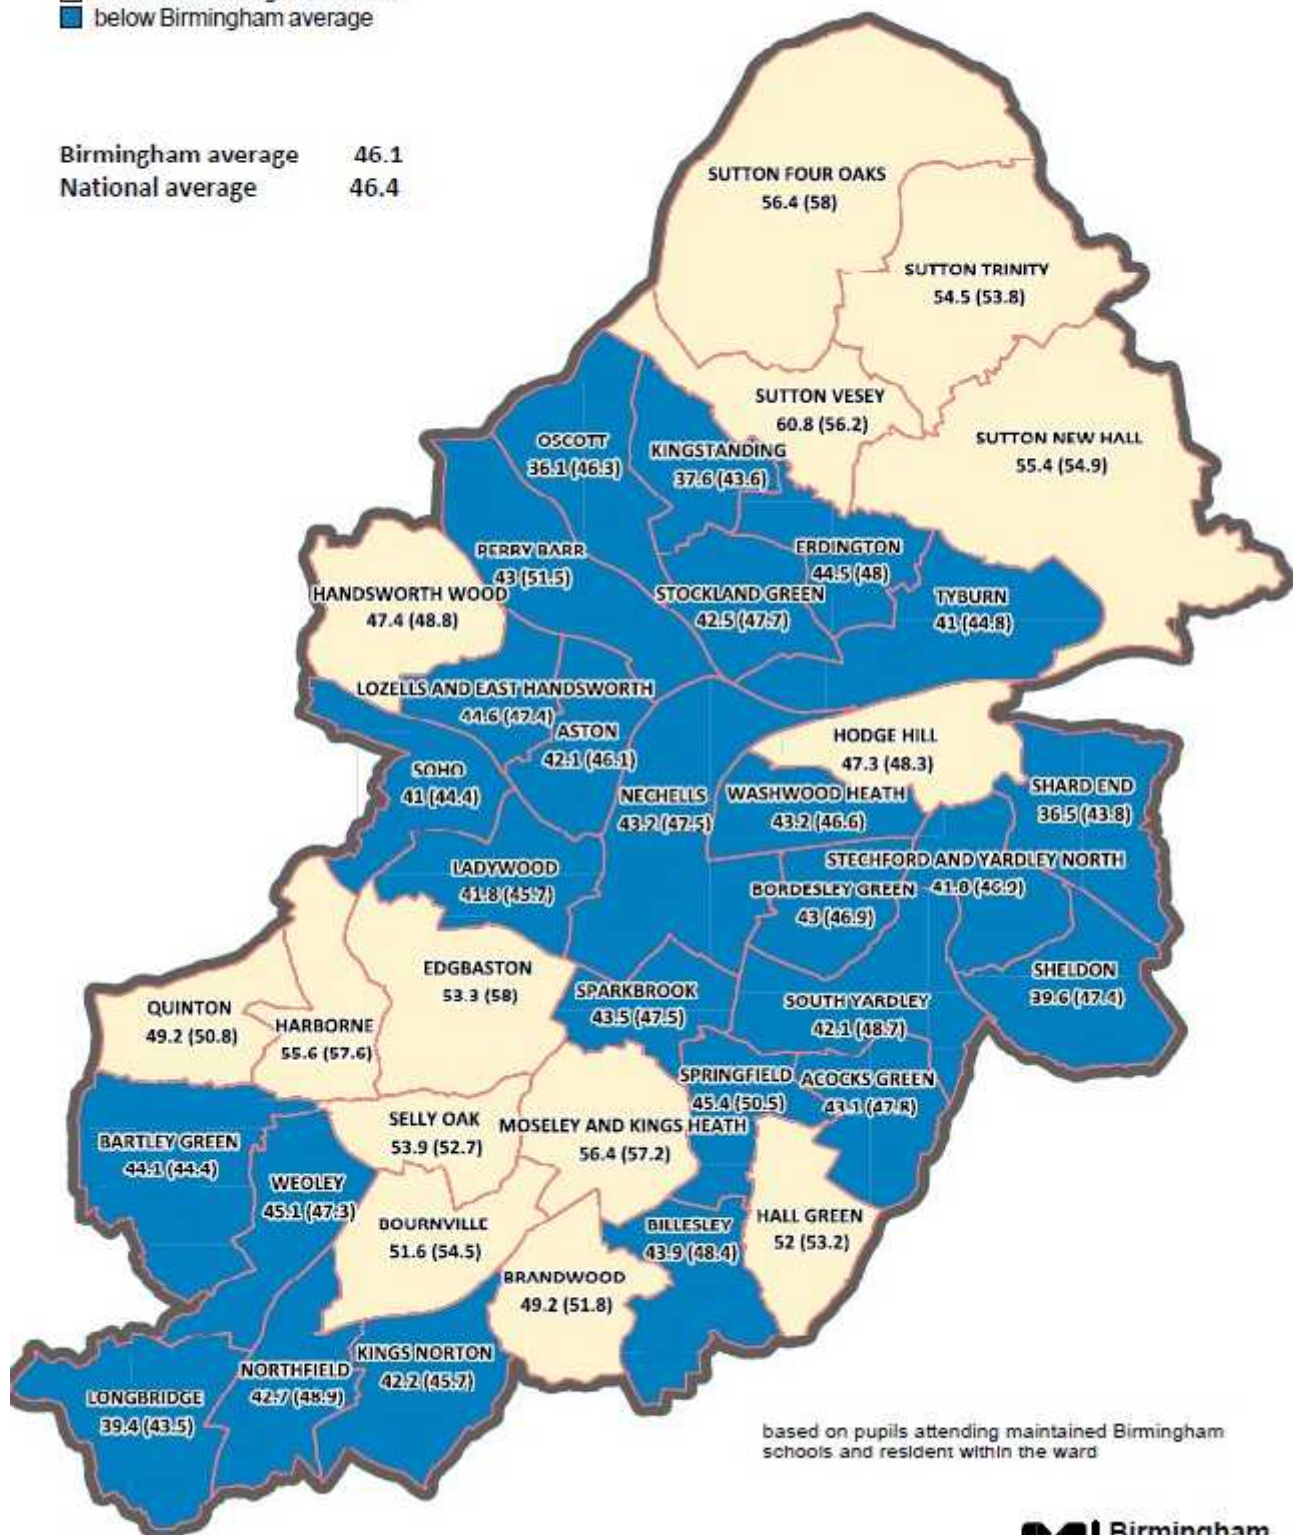 below Birmingham average
Birmingham average 46.1
National average 46.4
SUTTON FOUR OAKS
56.4 (58)
SUTTON TRINITY
54.5 (53.8)
SUTTON VESEY
60.8 (56.2)
SUTTON NEW HALL
55.4 (54.9)
OSCOTT
36.1 (46.3)
KINGSTANDING
37.6 (43.6)
PERRY BARR
43 (51.5)
ERDINGTON
44.5 (48)
HANDSWORTH WOOD
47.4 (48.8)
STOCKLAND GREEN
42.5 (47.7)
TYBURN
41 (44.8)
LOZELLS AND EAST HANDSWORTH
44.6 (47.4)
ASTON
42.1 (46.1)
HODGE HILL
47.3 (48.3)
SOHO
41 (44.4)
NECHELLS
43.2 (47.5)
WASHWOOD HEATH
43.2 (46.6)
SHARD END
36.5 (43.8)
LADYWOOD
41.8 (45.7)
STECHFORD AND YARDLEY NORTH
BORDESLEY GREEN
43 (46.9)
EDGBASTON
53.3 (58)
SPARKBROOK
43.5 (47.5)
SHELDON
39.6 (47.4)
QUINTON
49.2 (50.8)
HARBORNE
55.6 (57.6)
SOUTH YARDLEY
42.1 (48.7)
SPRINGFIELD
45.4 (50.5)
ACOCKS GREEN
43.1 (47.8)
SELLY OAK
53.9 (52.7)
MOSELEY AND KINGS HEATH
56.4 (57.2)
BARTLEY GREEN
44.1 (44.4)
WEOLEY
45.1 (47.3)
BOURNVILLE
51.6 (54.5)
BILLESLEY
43.9 (48.4)
HALL GREEN
52 (53.2)
BRANDWOOD
49.2 (51.8)
KINGS NORTON
42.2 (45.7)
NORTHFIELD
42.7 (48.9)
LONGBRIDGE
39.4 (43.5)
based on pupils attending maintained Birmingham
schools and resident within the ward
Birmingham